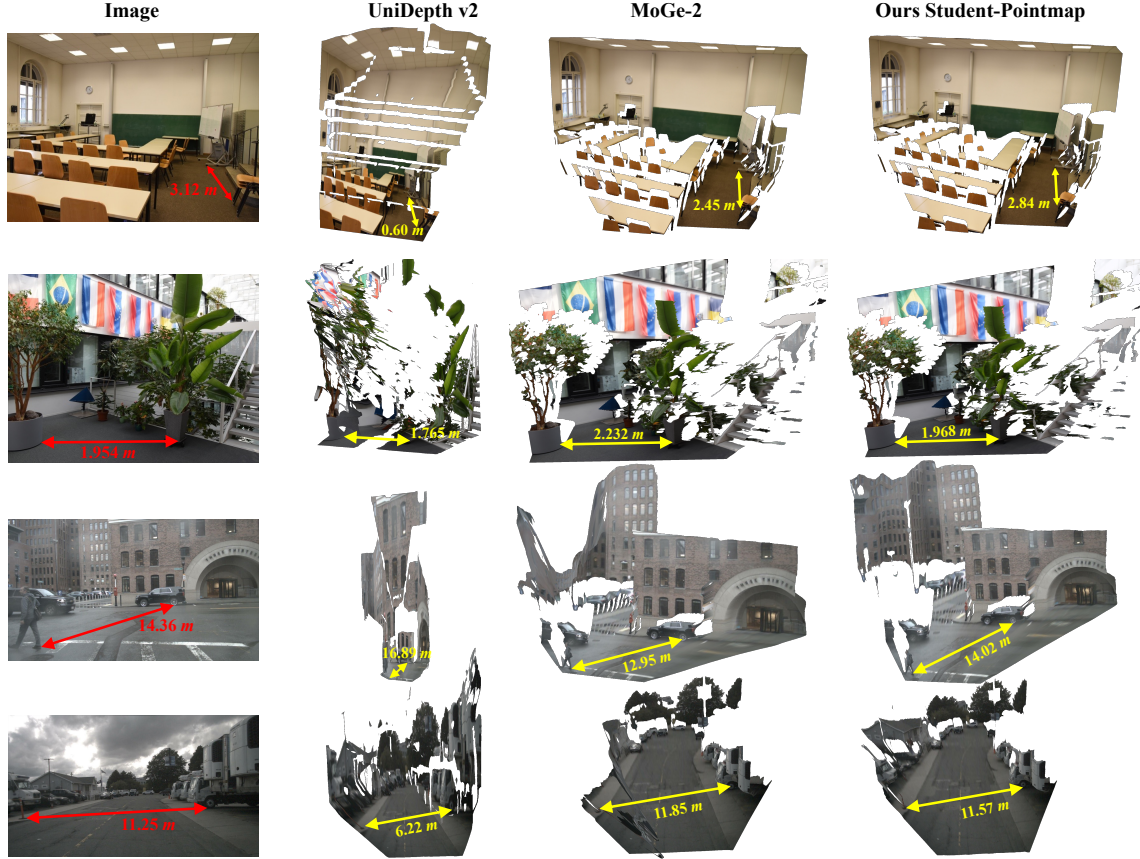 Image UniDepth v2 MoGe-2 Ours Student-Pointmap
3.12 m 0.60 m 2.45 m 2.84 m
1.954 m 1.765 m 2.232 m 1.968 m
THREE
14.36 m 16.89 m 12.95 m 14.02 m
11.25 m 6.22 m 11.85 m 11.57 m